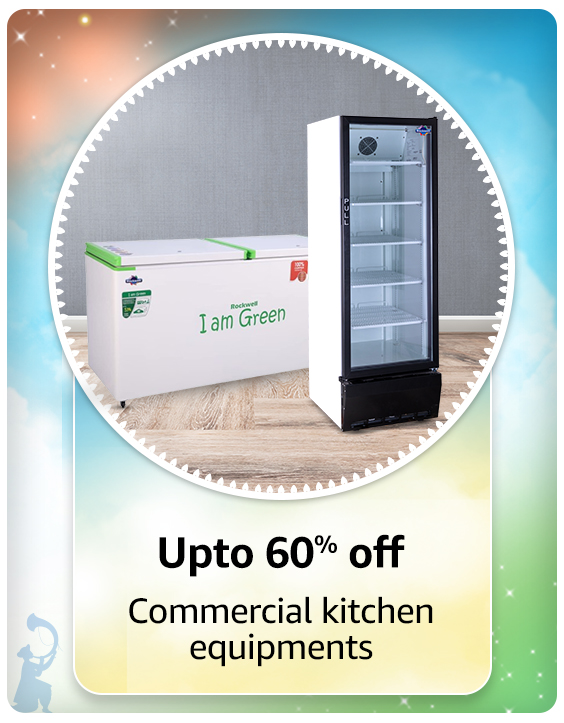 PULL
Rockwell
I am Green
Upto 60% off
Commercial kitchen
equipments